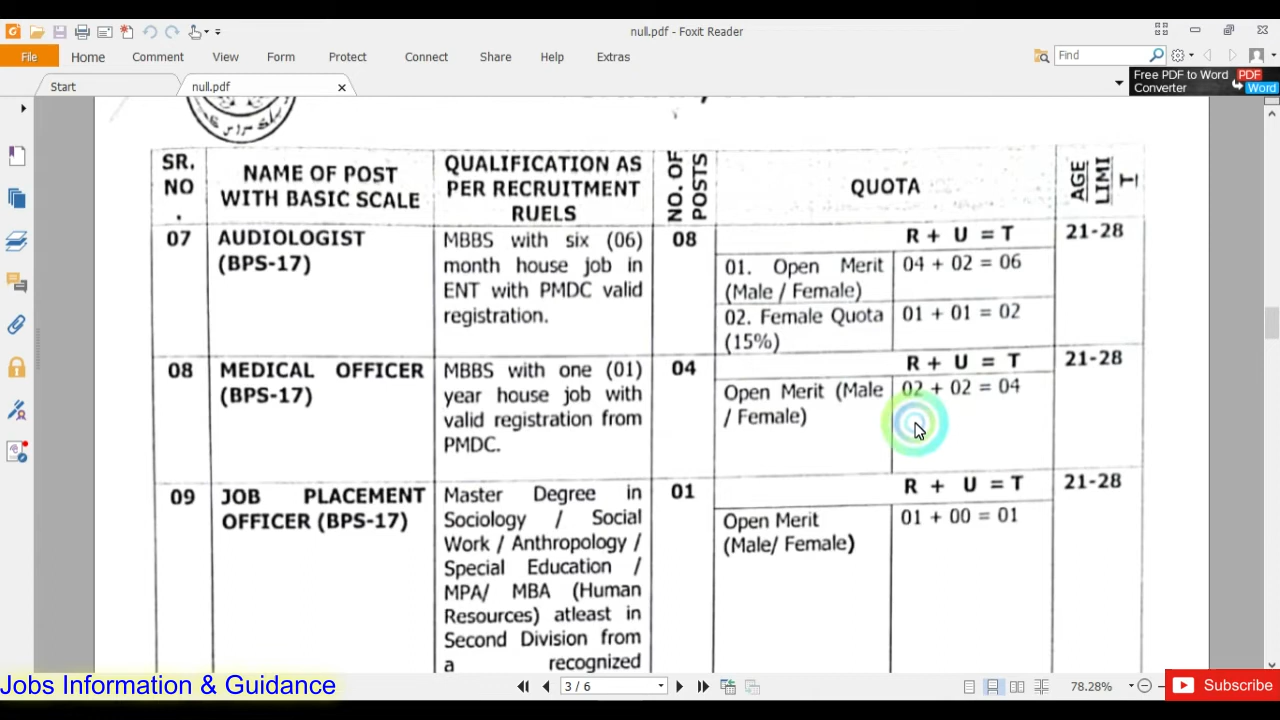 null.pdf - Foxit Reader
File Home Comment View Form Protect Connect Share Help Extras
Find
Start null.pdf
Free PDF to Word Converter
PDF
Word
SR. NO . NAME OF POST WITH BASIC SCALE QUALIFICATION AS PER RECRUITMENT RUELS NO. OF POSTS QUOTA AGE LIMI T
07 AUDIOLOGIST (BPS-17)
MBBS with six (06)
month house job in
ENT with PMDC valid
registration.
08
R + U = T
01. Open Merit (Male / Female) 04 + 02 = 06
02. Female Quota (15%) 01 + 01 = 02
21-28
08 MEDICAL OFFICER (BPS-17)
MBBS with one (01)
year house job with
valid registration from
PMDC.
04
R + U = T
Open Merit (Male / Female) 02 + 02 = 04
21-28
09 JOB PLACEMENT OFFICER (BPS-17)
Master Degree in
Sociology / Social
Work / Anthropology /
Special Education /
MPA/ MBA (Human
Resources) atleast in
Second Division from
a recognized
01
R + U = T
Open Merit (Male/ Female) 01 + 00 = 01
21-28
Jobs Information & Guidance
3 / 6
78.28%
Subscribe